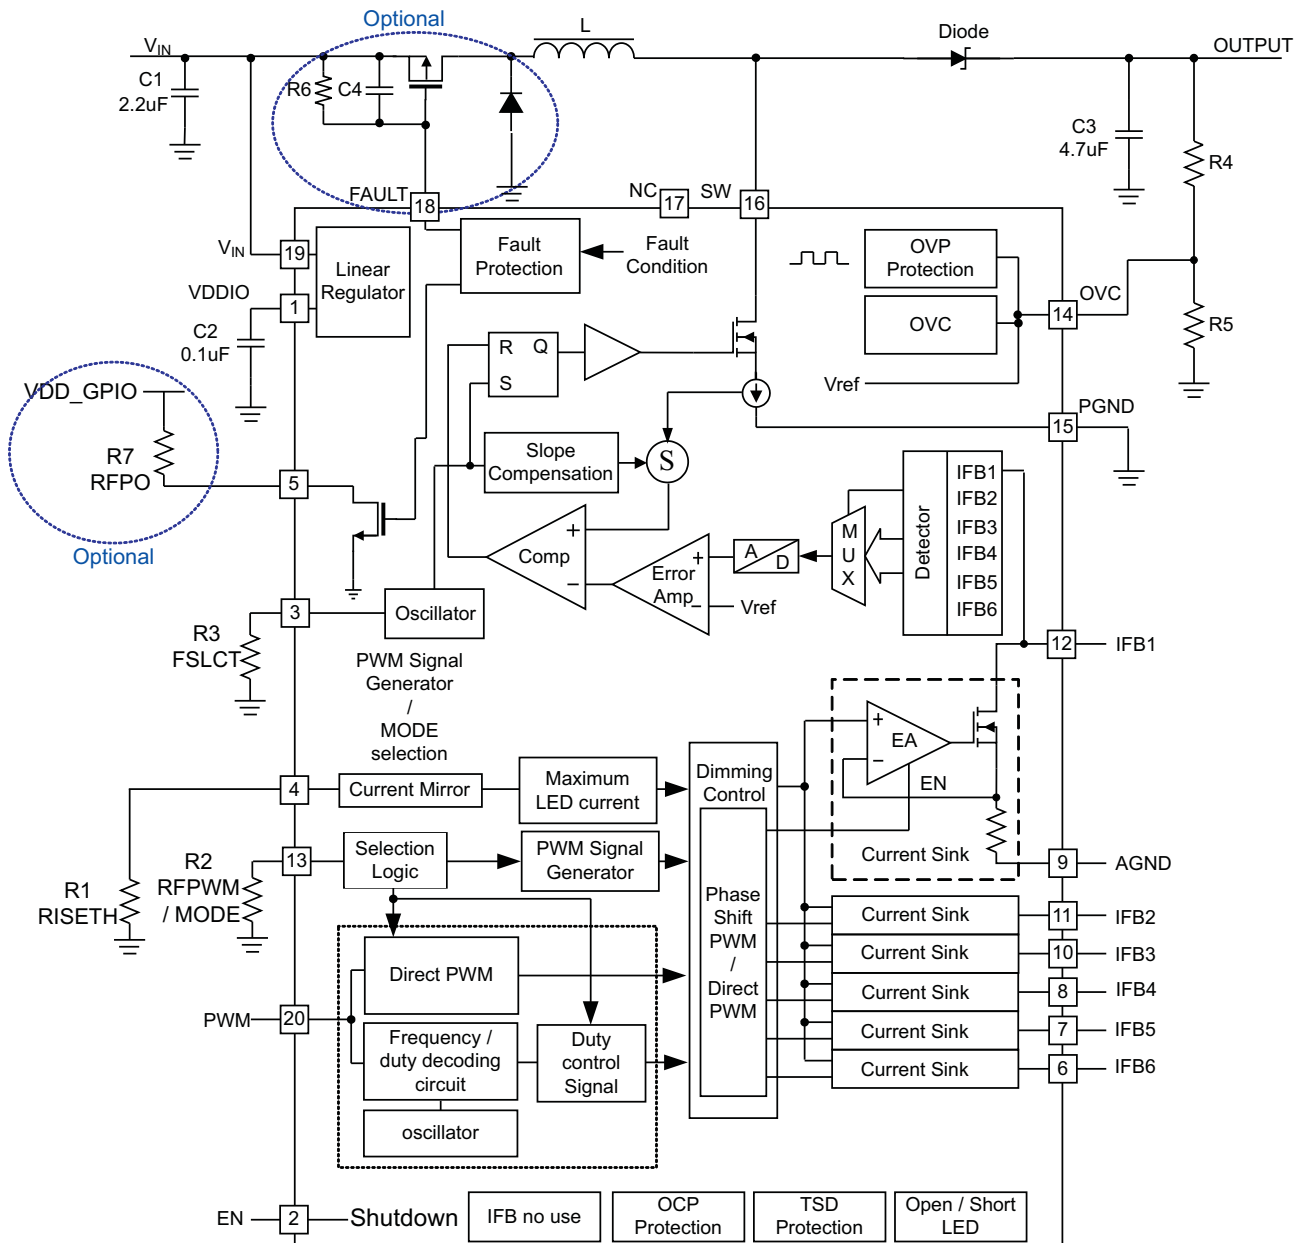 Optional
L
Diode
VIN
OUTPUT
C1
2.2uF
R6
C4
C3
4.7uF
R4
FAULT
18
NC
17
SW
16
VIN
19
Linear
Regulator
Fault
Protection
Fault
Condition
OVP
Protection
OVC
VDDIO
1
OVC
14
R5
C2
0.1uF
R
Q
S
Vref
VDD_GPIO
PGND
15
R7
RFPO
5
Slope
Compensation
S
Detector
IFB1
IFB2
IFB3
IFB4
IFB5
IFB6
Optional
+
Comp
−
+
Error
Amp
−
Vref
A
D
M
U
X
3
Oscillator
R3
FSLCT
12
IFB1
PWM Signal
Generator
/
MODE
selection
+
EA
−
EN
4
Current Mirror
Maximum
LED current
Dimming
Control
R2
RFPWM
/ MODE
13
Selection
Logic
PWM Signal
Generator
Current Sink
9
AGND
R1
RISETH
Phase
Shift
PWM
/
Direct
PWM
Current Sink
11
IFB2
Current Sink
10
IFB3
Direct PWM
Current Sink
8
IFB4
PWM
20
Frequency /
duty decoding
circuit
Duty
control
Signal
Current Sink
7
IFB5
Current Sink
6
IFB6
oscillator
EN
2
Shutdown
IFB no use
OCP
Protection
TSD
Protection
Open / Short
LED